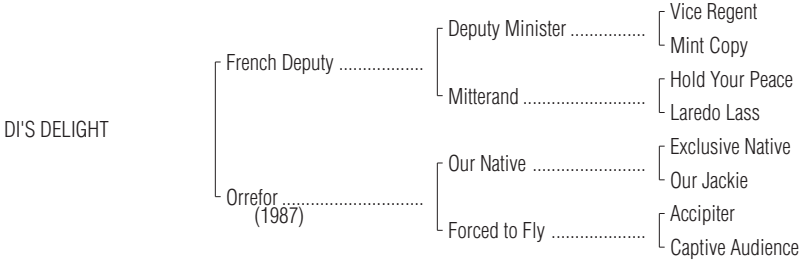 Vice Regent
Deputy Minister ................
Mint Copy
French Deputy ..................
Hold Your Peace
Mitterand ..........................
Laredo Lass
DI'S DELIGHT
Exclusive Native
Our Native ........................
Our Jackie
Orrefor ..............................
(1987)
Accipiter
Forced to Fly ....................
Captive Audience